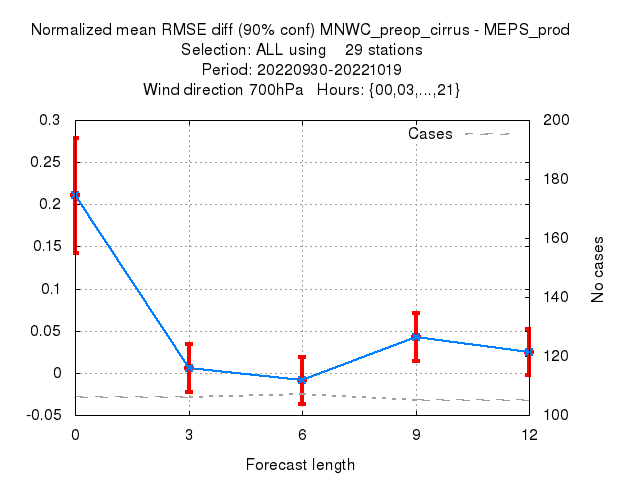 Normalized mean RMSE diff (90% conf) MNWC_preop_cirrus - MEPS_prod
Selection: ALL using    29 stations
Period: 20220930-20221019
Wind direction 700hPa   Hours: {00,03,...,21}
Cases
0.3
0.25
0.2
0.15
0.1
0.05
0
-0.05
200
180
160
140
120
100
No cases
0 3 6 9 12
Forecast length